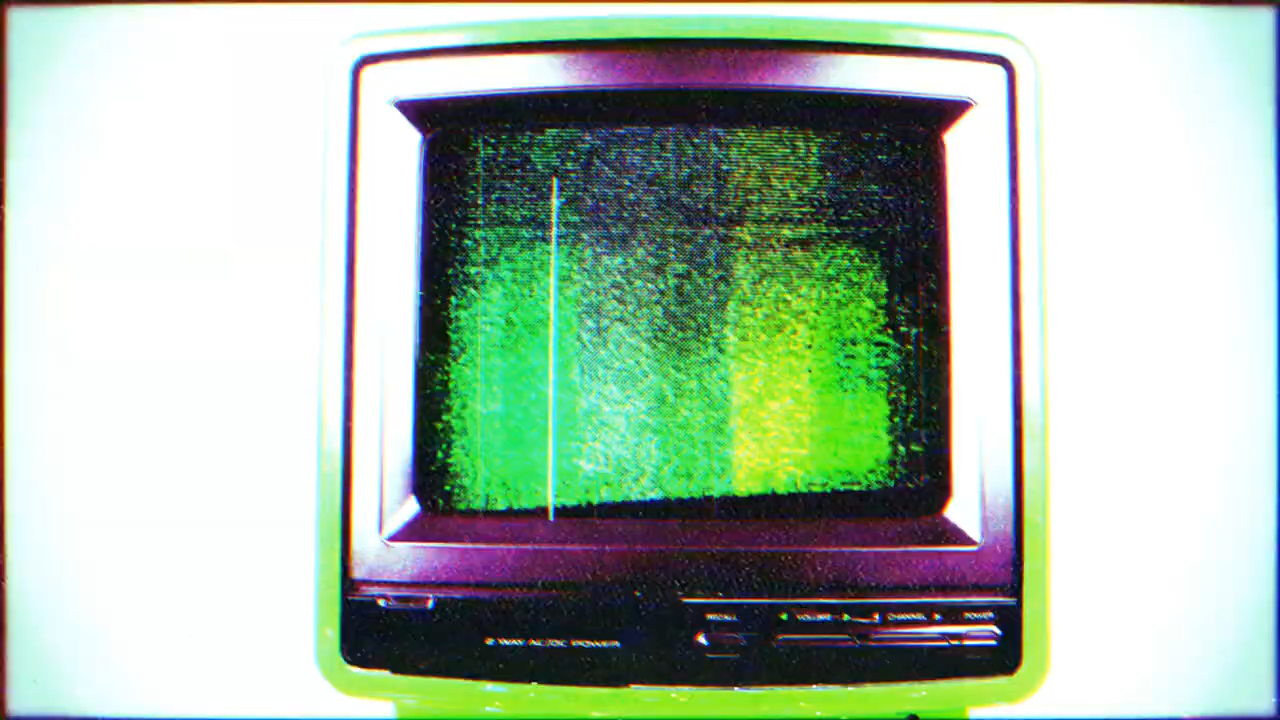 RECALL
VOLUME
CHANNEL
POWER
2 WAY AC/DC POWER